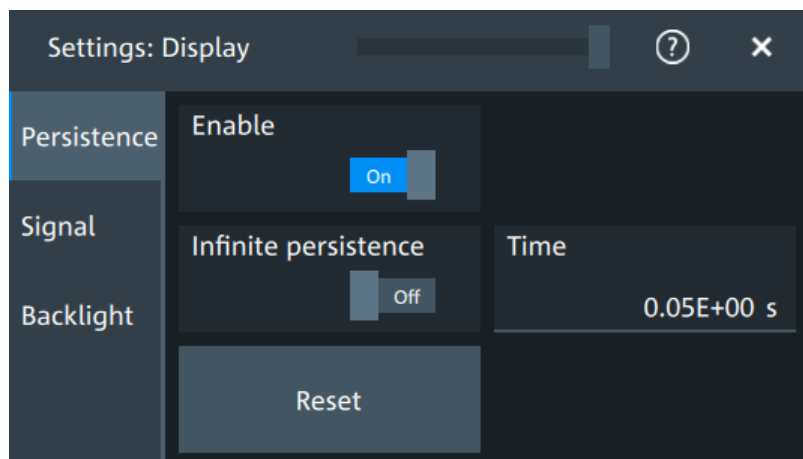 Settings: Display
?
Persistence
Enable
On
Signal
Infinite persistence
Time
Off
0.05E+00 s
Backlight
Reset